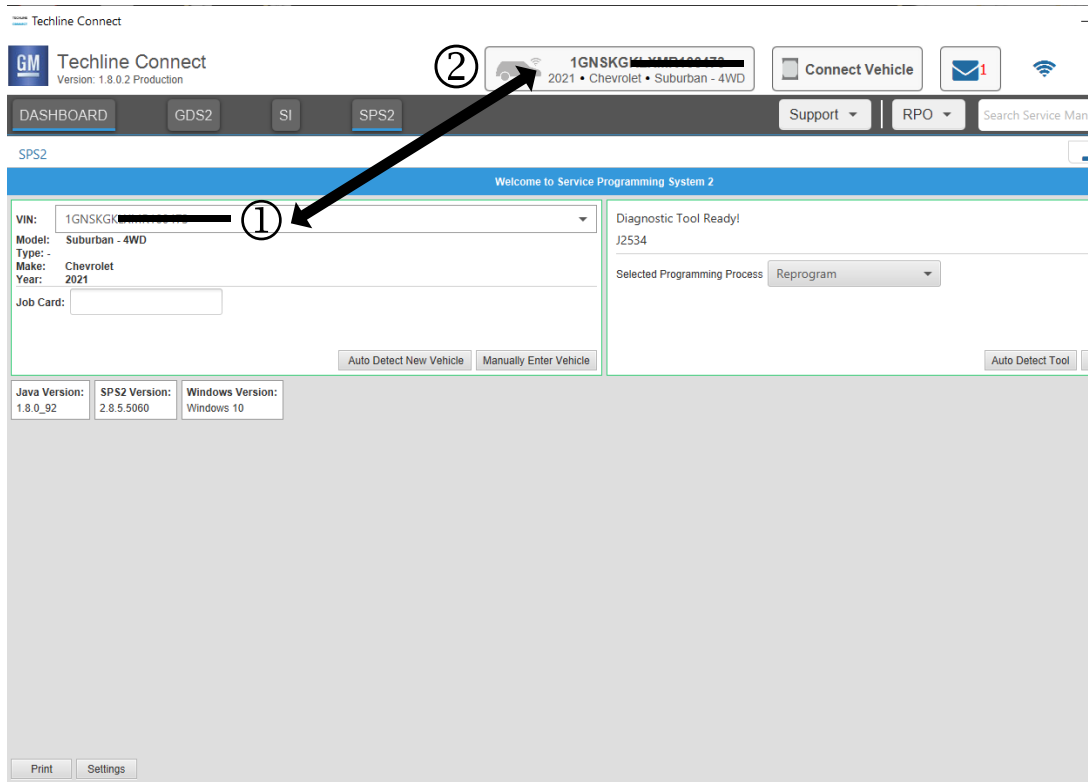 Techline Connect
GM
Techline Connect
Version: 1.8.0.2 Production
②
1GNSKG
2021 • Chevrolet • Suburban - 4WD
Connect Vehicle
1
DASHBOARD
GDS2
SI
SPS2
Support
RPO
Search Service Man
SPS2
Welcome to Service Programming System 2
VIN: 1GNSKGK
①
Model: Suburban - 4WD
Type: -
Make: Chevrolet
Year: 2021
Job Card:
Auto Detect New Vehicle
Manually Enter Vehicle
Diagnostic Tool Ready!
J2534
Selected Programming Process Reprogram
Auto Detect Tool
Java Version:
1.8.0_92
SPS2 Version:
2.8.5.5060
Windows Version:
Windows 10
Print
Settings